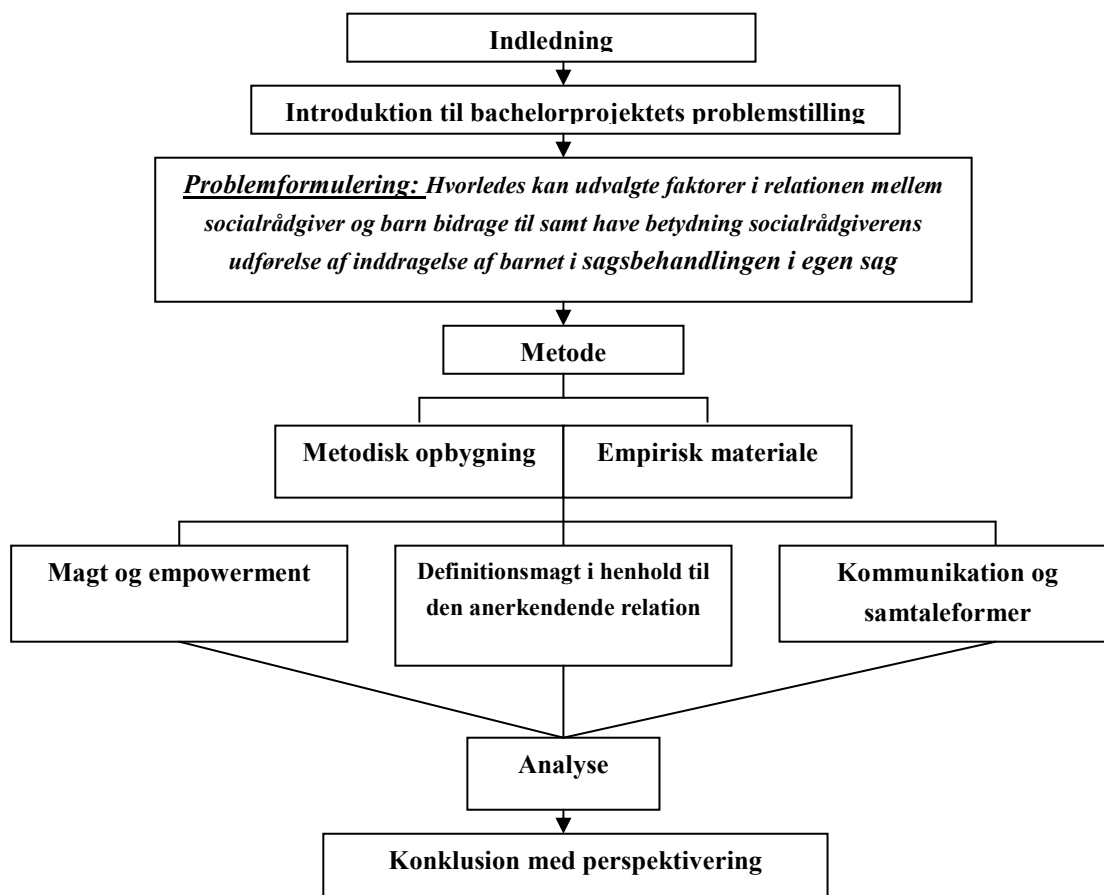 Indledning
Introduktion til bachelorprojektets problemstilling
Problemformulering: Hvorledes kan udvalgte faktorer i relationen mellem
socialrådgiver og barn bidrage til samt have betydning socialrådgiverens
udførelse af inddragelse af barnet i sagsbehandlingen i egen sag
Metode
Metodisk opbygning
Empirisk materiale
Magt og empowerment
Definitionsmagt i henhold til
den anerkendende relation
Kommunikation og
samtaleformer
Analyse
Konklusion med perspektivering